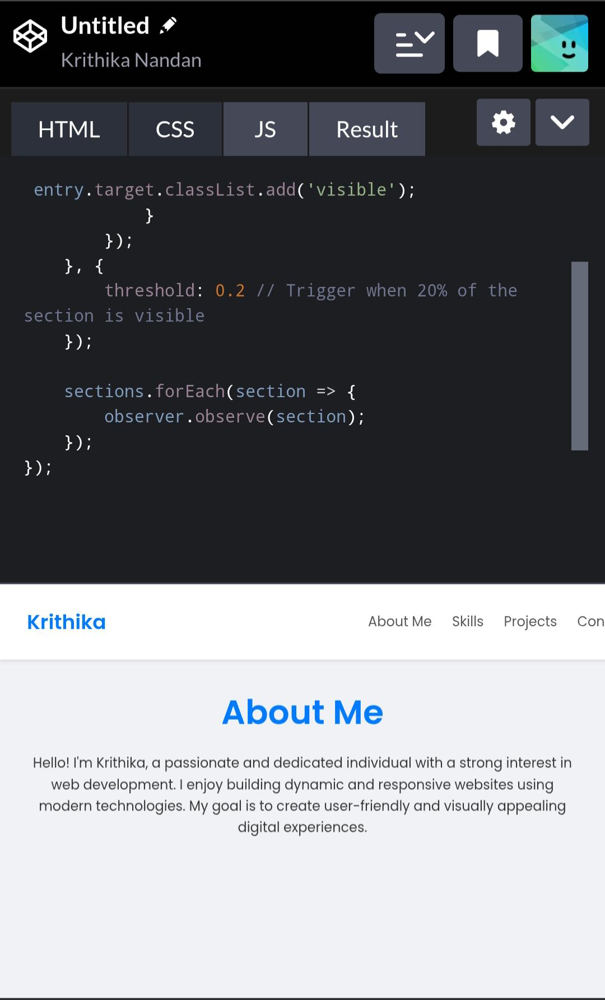 Untitled
Krithika Nandan
HTML CSS JS Result
entry.target.classList.add('visible');
}
});
}, {
threshold: 0.2 // Trigger when 20% of the
section is visible
});
sections.forEach(section => {
observer.observe(section);
});
});
Krithika About Me Skills Projects Con
About Me
Hello! I'm Krithika, a passionate and dedicated individual with a strong interest in
web development. I enjoy building dynamic and responsive websites using
modern technologies. My goal is to create user-friendly and visually appealing
digital experiences.